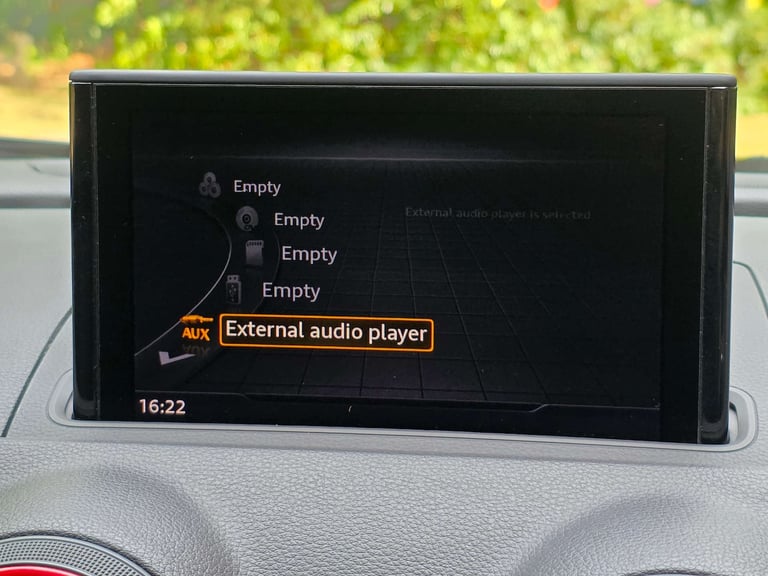 Empty
Empty
External audio player is selected
Empty
Empty
AUX
External audio player
16:22